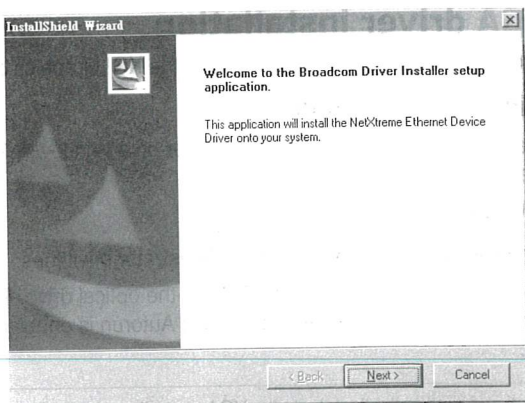 InstallShield Wizard
Welcome to the Broadcom Driver Installer setup
application.
This application will install the NetXtreme Ethernet Device
Driver onto your system.
< Back
Next >
Cancel